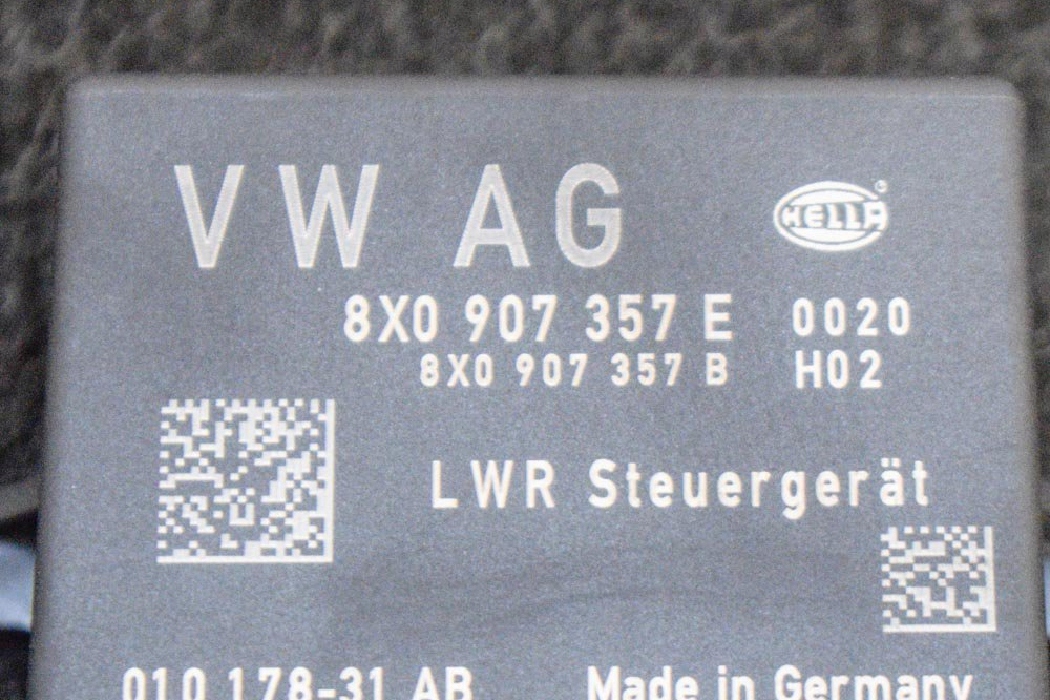 VW AG HELLA
8X0 907 357 E 0020
8X0 907 357 B H02
LWR Steuergerät
010 178-31 AB Made in Germany